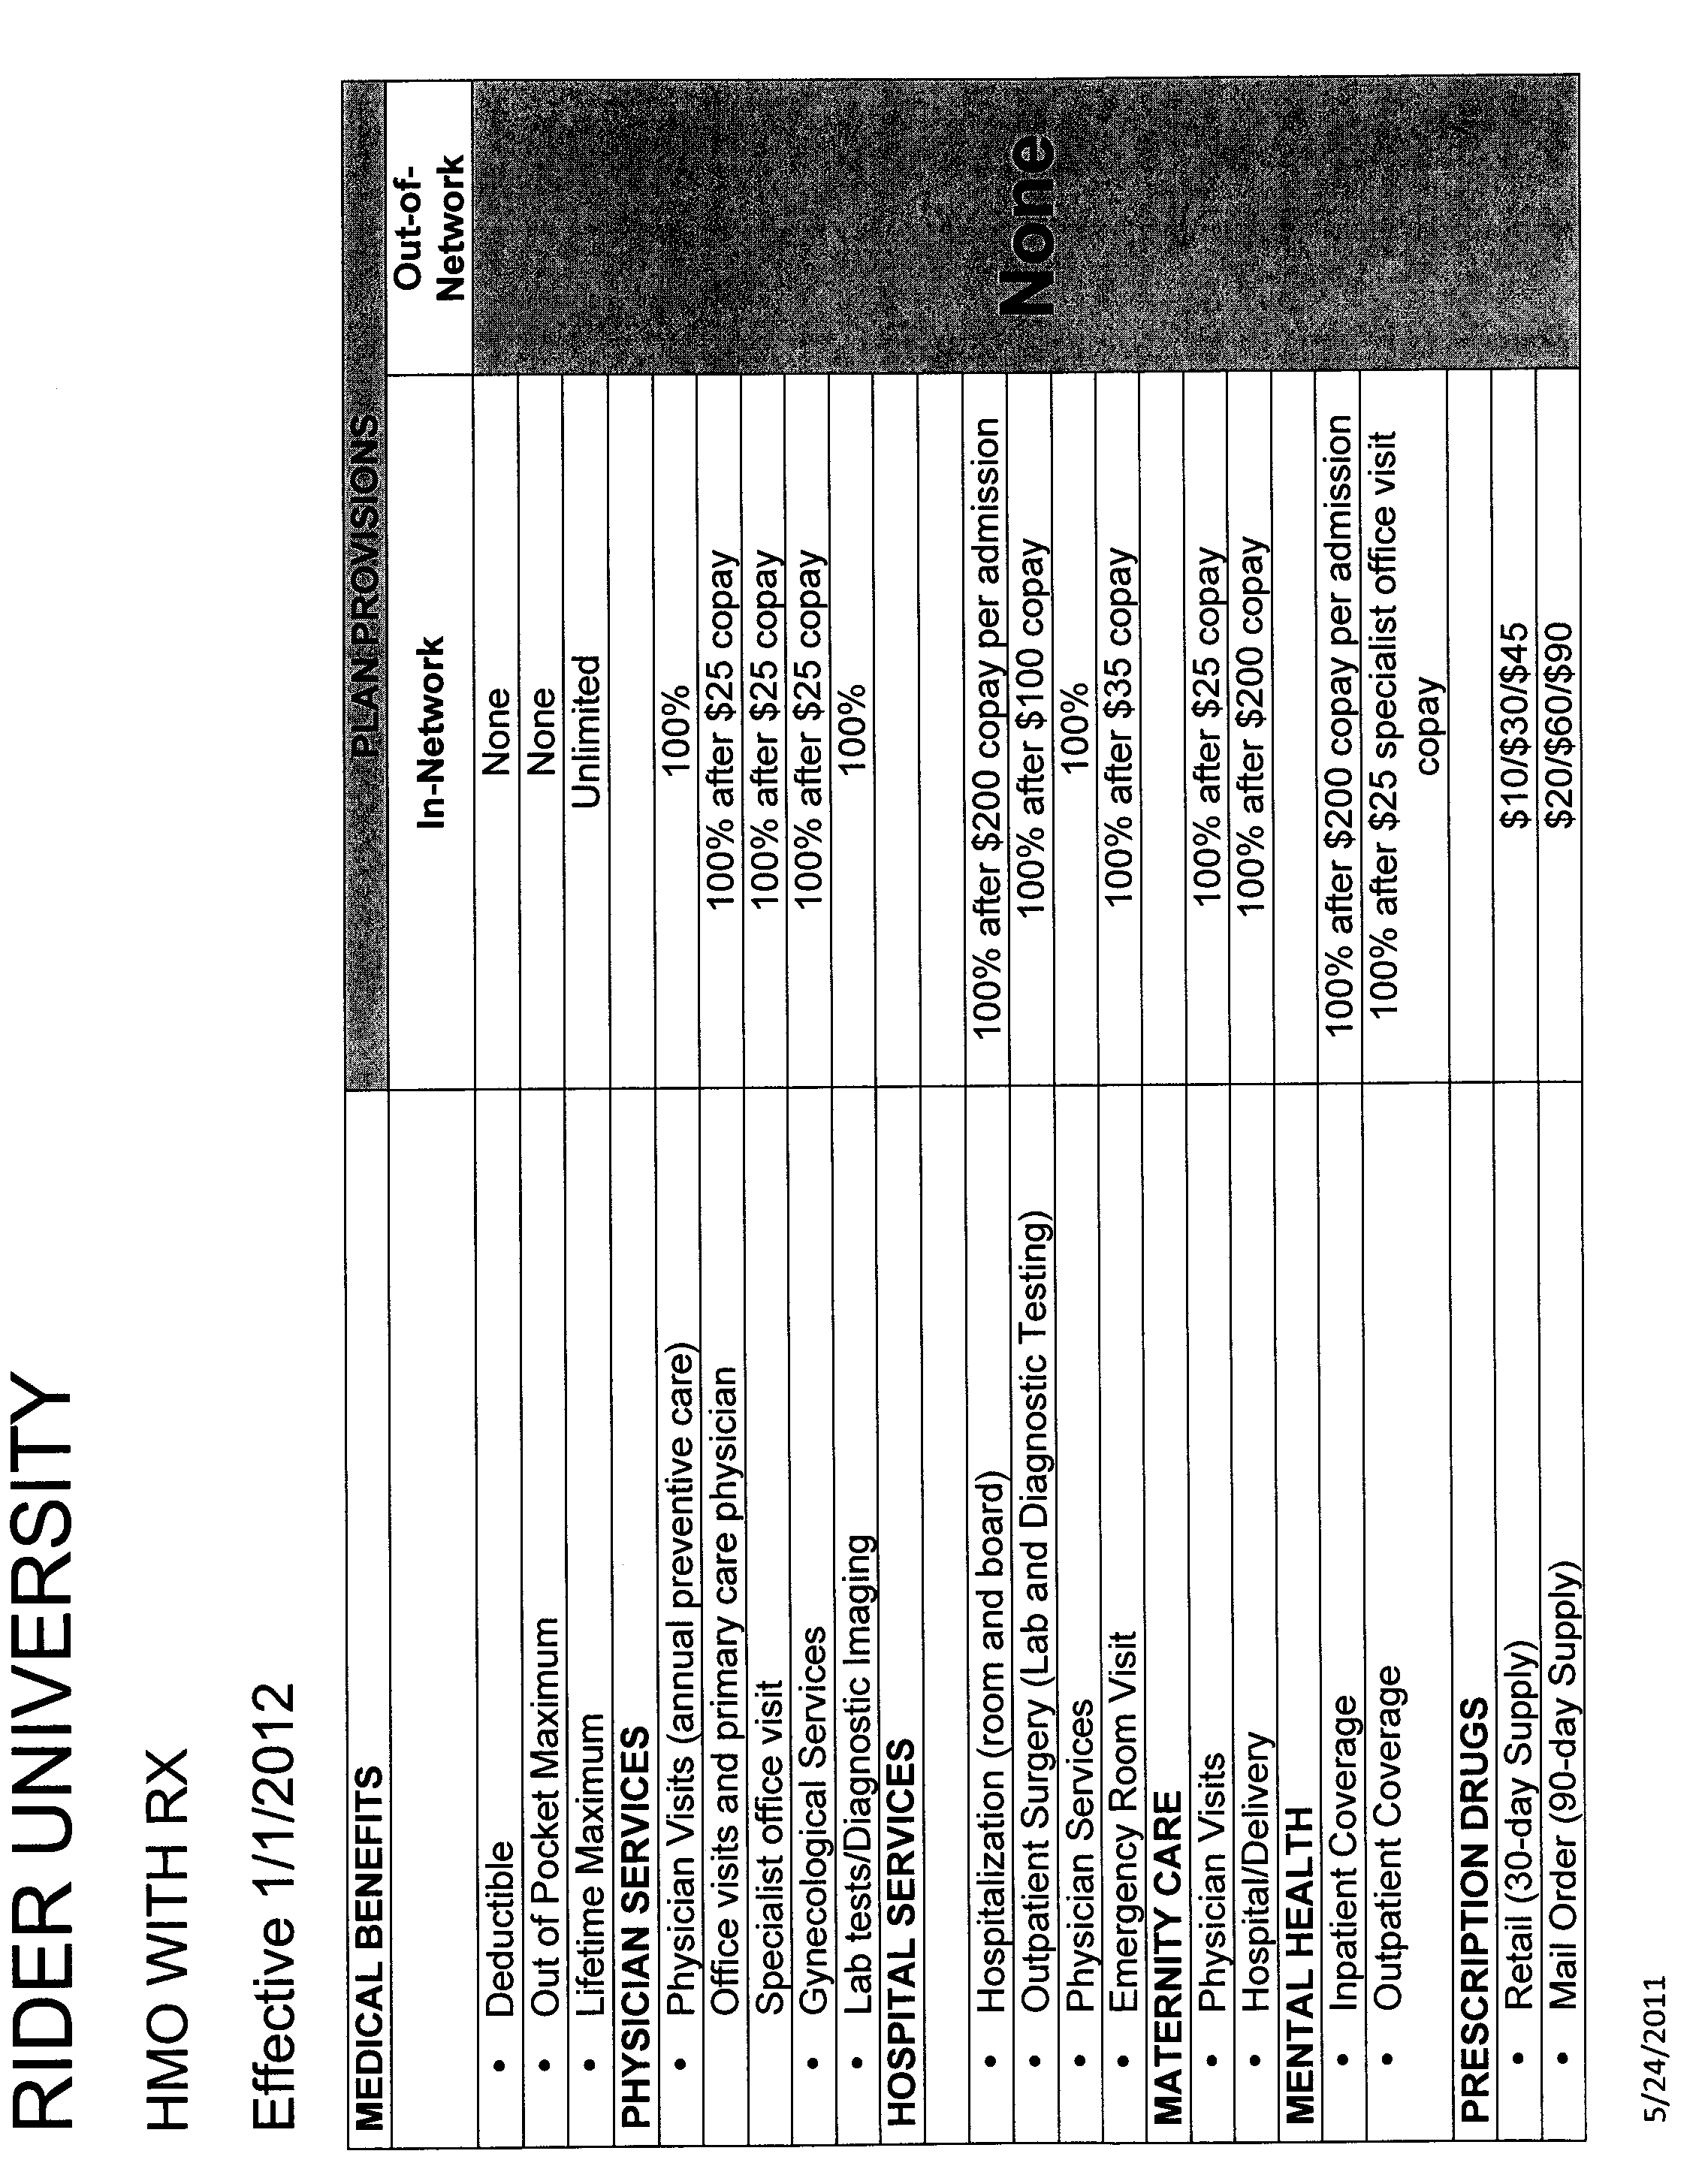 RIDER UNIVERSITY
HMO WITH RX
Effective 1/1/2012
MEDICAL BENEFITS PLAN PROVISIONS
In-Network Out-of-
Network
• Deductible None
• Out of Pocket Maximum None
• Lifetime Maximum Unlimited
PHYSICIAN SERVICES
• Physician Visits (annual preventive care) 100%
Office visits and primary care physician 100% after $25 copay
Specialist office visit 100% after $25 copay
• Gynecological Services 100% after $25 copay
• Lab tests/Diagnostic Imaging 100%
HOSPITAL SERVICES
• Hospitalization (room and board) 100% after $200 copay per admission
None
• Outpatient Surgery (Lab and Diagnostic Testing) 100% after $100 copay
• Physician Services 100%
• Emergency Room Visit 100% after $35 copay
MATERNITY CARE
• Physician Visits 100% after $25 copay
• Hospital/Delivery 100% after $200 copay
MENTAL HEALTH
• Inpatient Coverage 100% after $200 copay per admission
• Outpatient Coverage 100% after $25 specialist office visit
copay
PRESCRIPTION DRUGS
• Retail (30-day Supply) $10/$30/$45
• Mail Order (90-day Supply) $20/$60/$90
5/24/2011